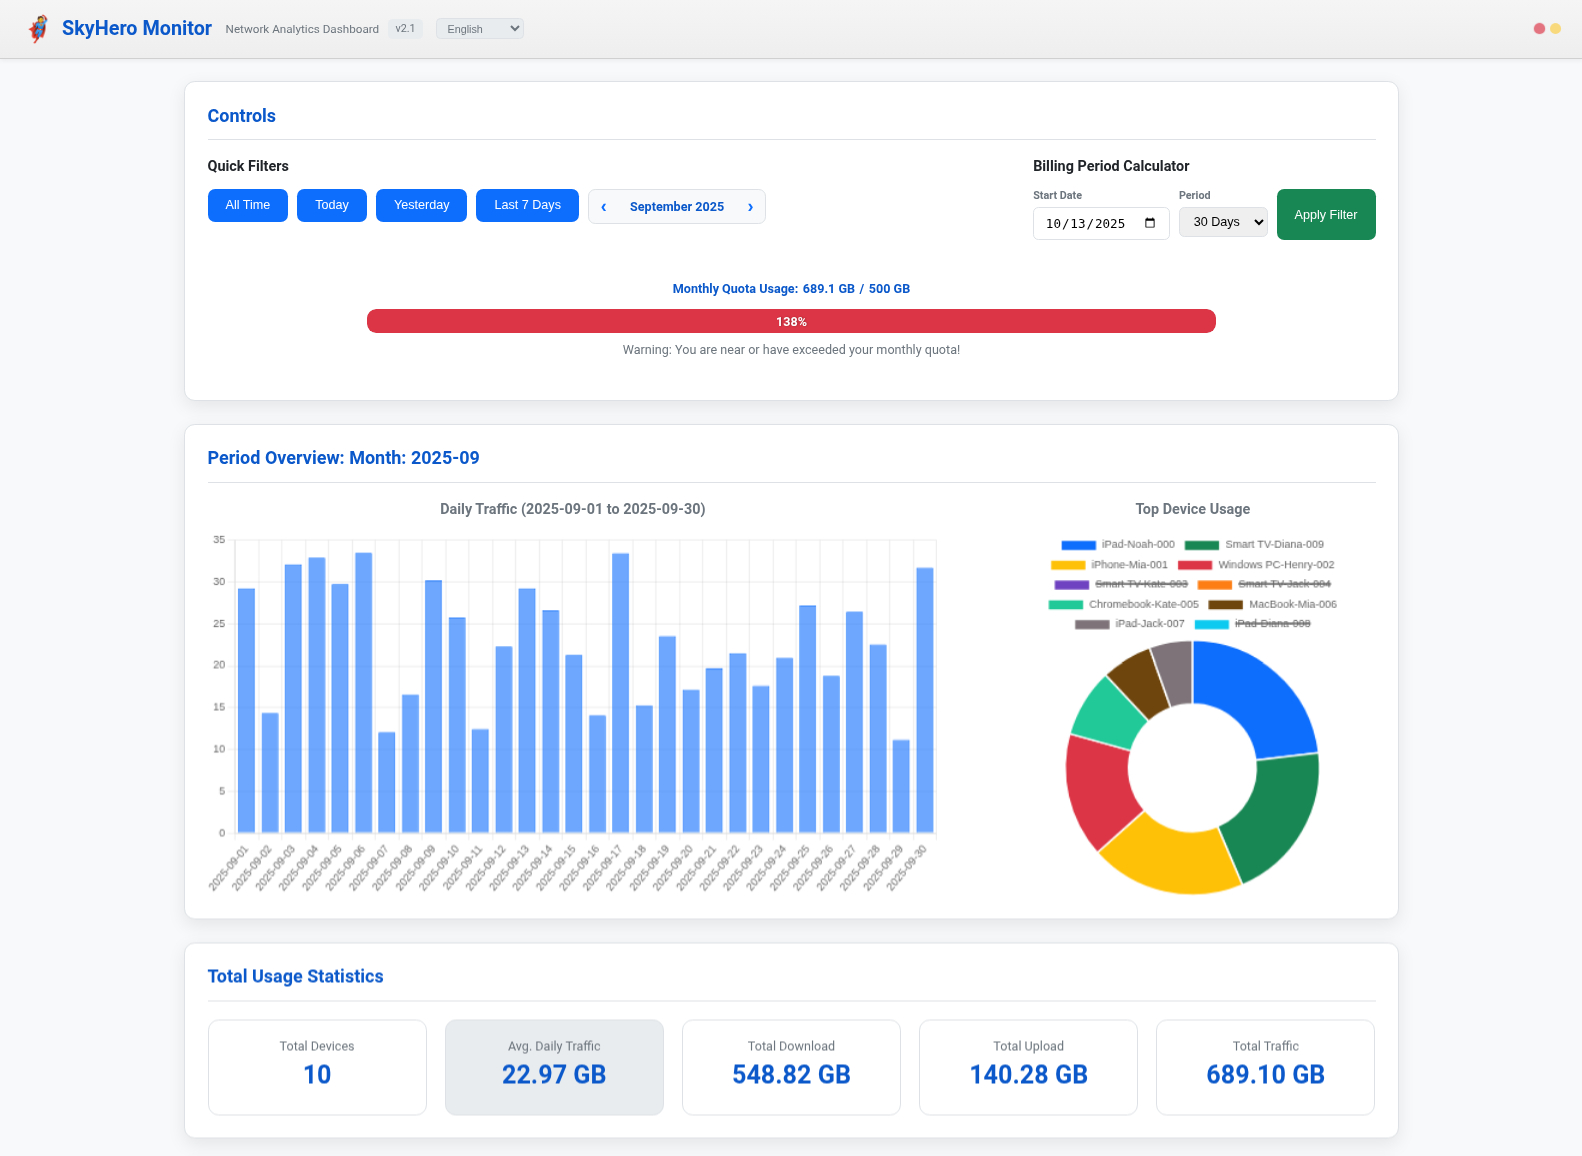 SkyHero Monitor Network Analytics Dashboard v2.1 English
Controls
Quick Filters
All Time Today Yesterday Last 7 Days ‹ September 2025 ›
Billing Period Calculator
Start Date Period
10/13/2025 30 Days Apply Filter
Monthly Quota Usage: 689.1 GB / 500 GB
138%
Warning: You are near or have exceeded your monthly quota!
Period Overview: Month: 2025-09
Daily Traffic (2025-09-01 to 2025-09-30)
35
30
25
20
15
10
5
0
2025-09-01 2025-09-02 2025-09-03 2025-09-04 2025-09-05 2025-09-06 2025-09-07 2025-09-08 2025-09-09 2025-09-10 2025-09-11 2025-09-12 2025-09-13 2025-09-14 2025-09-15 2025-09-16 2025-09-17 2025-09-18 2025-09-19 2025-09-20 2025-09-21 2025-09-22 2025-09-23 2025-09-24 2025-09-25 2025-09-26 2025-09-27 2025-09-28 2025-09-29 2025-09-30
Top Device Usage
iPad-Noah-000 Smart TV-Diana-009
iPhone-Mia-001 Windows PC-Henry-002
Smart TV-Kate-003 Smart TV-Jack-004
Chromebook-Kate-005 MacBook-Mia-006
iPad-Jack-007 iPad-Diana-008
Total Usage Statistics
Total Devices
10
Avg. Daily Traffic
22.97 GB
Total Download
548.82 GB
Total Upload
140.28 GB
Total Traffic
689.10 GB